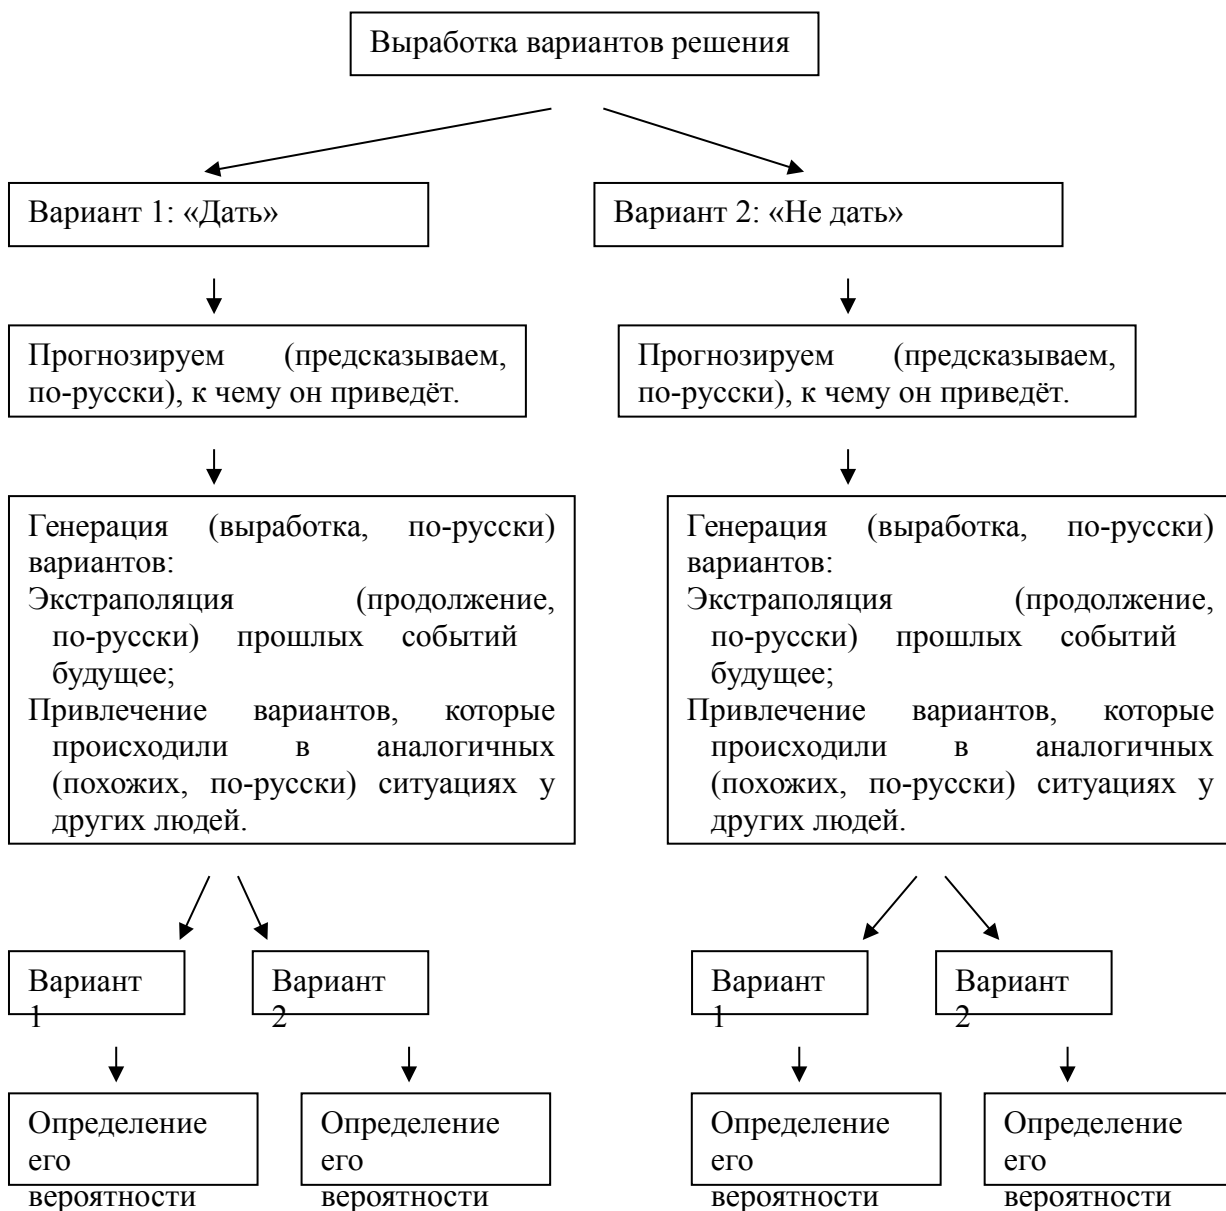 Выработка вариантов решения
Вариант 1: «Дать»
Вариант 2: «Не дать»
Прогнозируем (предсказываем,
по-русски), к чему он приведёт.
Прогнозируем (предсказываем,
по-русски), к чему он приведёт.
Генерация (выработка, по-русски)
вариантов:
Экстраполяция (продолжение,
по-русски) прошлых событий
будущее;
Привлечение вариантов, которые
происходили в аналогичных
(похожих, по-русски) ситуациях у
других людей.
Генерация (выработка, по-русски)
вариантов:
Экстраполяция (продолжение,
по-русски) прошлых событий
будущее;
Привлечение вариантов, которые
происходили в аналогичных
(похожих, по-русски) ситуациях у
других людей.
Вариант
1
Вариант
2
Вариант
1
Вариант
2
Определение
его
вероятности
Определение
его
вероятности
Определение
его
вероятности
Определение
его
вероятности